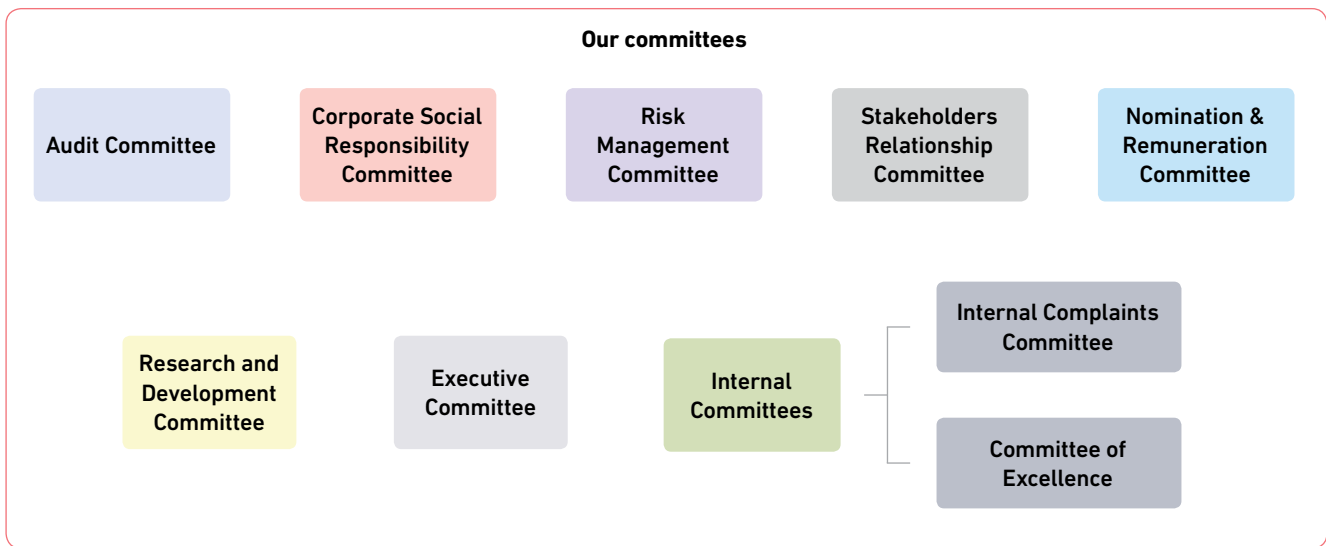 Our committees
Audit Committee
Corporate Social
Responsibility
Committee
Risk
Management
Committee
Stakeholders
Relationship
Committee
Nomination &
Remuneration
Committee
Research and
Development
Committee
Executive
Committee
Internal
Committees
Internal Complaints
Committee
Committee of
Excellence